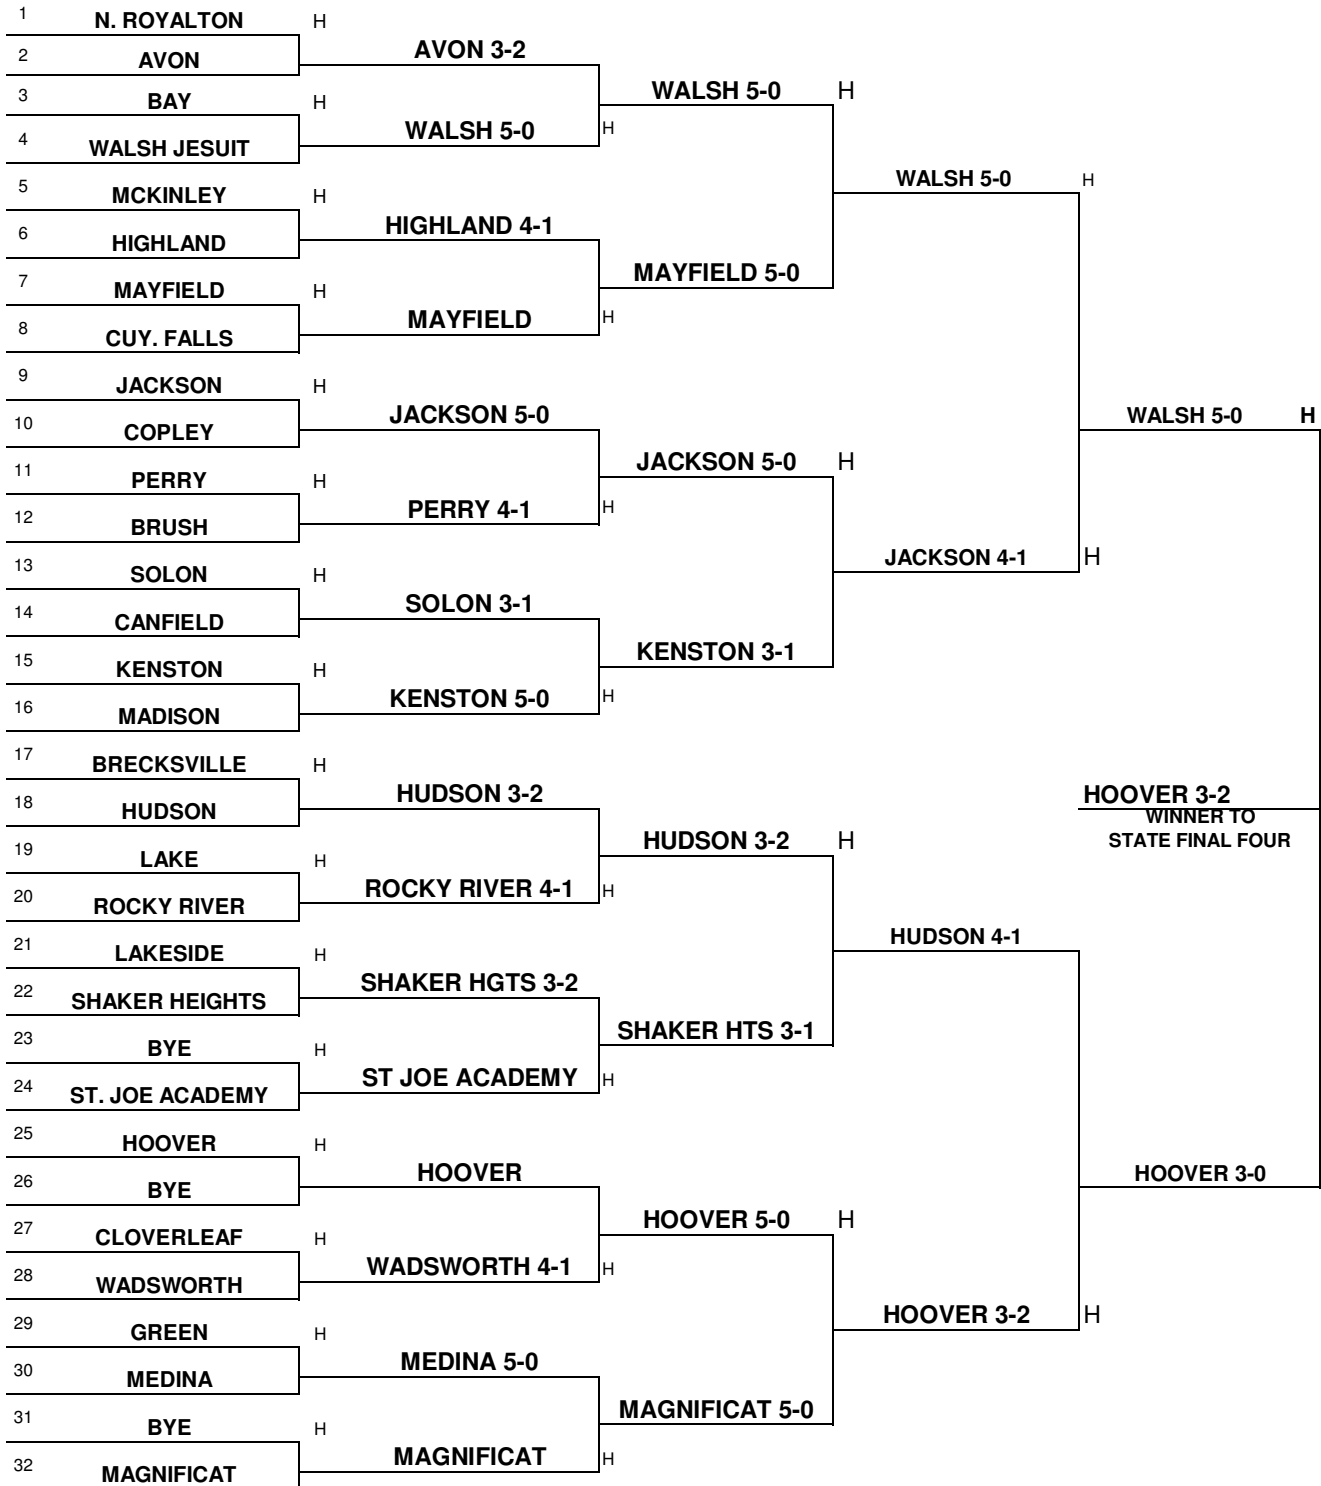 1 N. ROYALTON H
AVON 3-2
2 AVON
WALSH 5-0 H
3 BAY H
WALSH 5-0 H
4 WALSH JESUIT
WALSH 5-0 H
5 MCKINLEY H
HIGHLAND 4-1
6 HIGHLAND
MAYFIELD 5-0
7 MAYFIELD H
MAYFIELD H
8 CUY. FALLS
9 JACKSON H
JACKSON 5-0
WALSH 5-0 H
10 COPLEY
JACKSON 5-0 H
11 PERRY H
PERRY 4-1 H
12 BRUSH
JACKSON 4-1 H
13 SOLON H
SOLON 3-1
14 CANFIELD
KENSTON 3-1
15 KENSTON H
KENSTON 5-0 H
16 MADISON
17 BRECKSVILLE H
HUDSON 3-2
HOOVER 3-2
18 HUDSON
WINNER TO
STATE FINAL FOUR
HUDSON 3-2 H
19 LAKE H
ROCKY RIVER 4-1 H
20 ROCKY RIVER
HUDSON 4-1
21 LAKESIDE H
SHAKER HGTS 3-2
22 SHAKER HEIGHTS
SHAKER HTS 3-1
23 BYE H
ST JOE ACADEMY H
24 ST. JOE ACADEMY
25 HOOVER H
HOOVER
HOOVER 3-0
26 BYE
HOOVER 5-0 H
27 CLOVERLEAF H
WADSWORTH 4-1 H
28 WADSWORTH
HOOVER 3-2 H
29 GREEN H
MEDINA 5-0
30 MEDINA
MAGNIFICAT 5-0
31 BYE H
MAGNIFICAT H
32 MAGNIFICAT